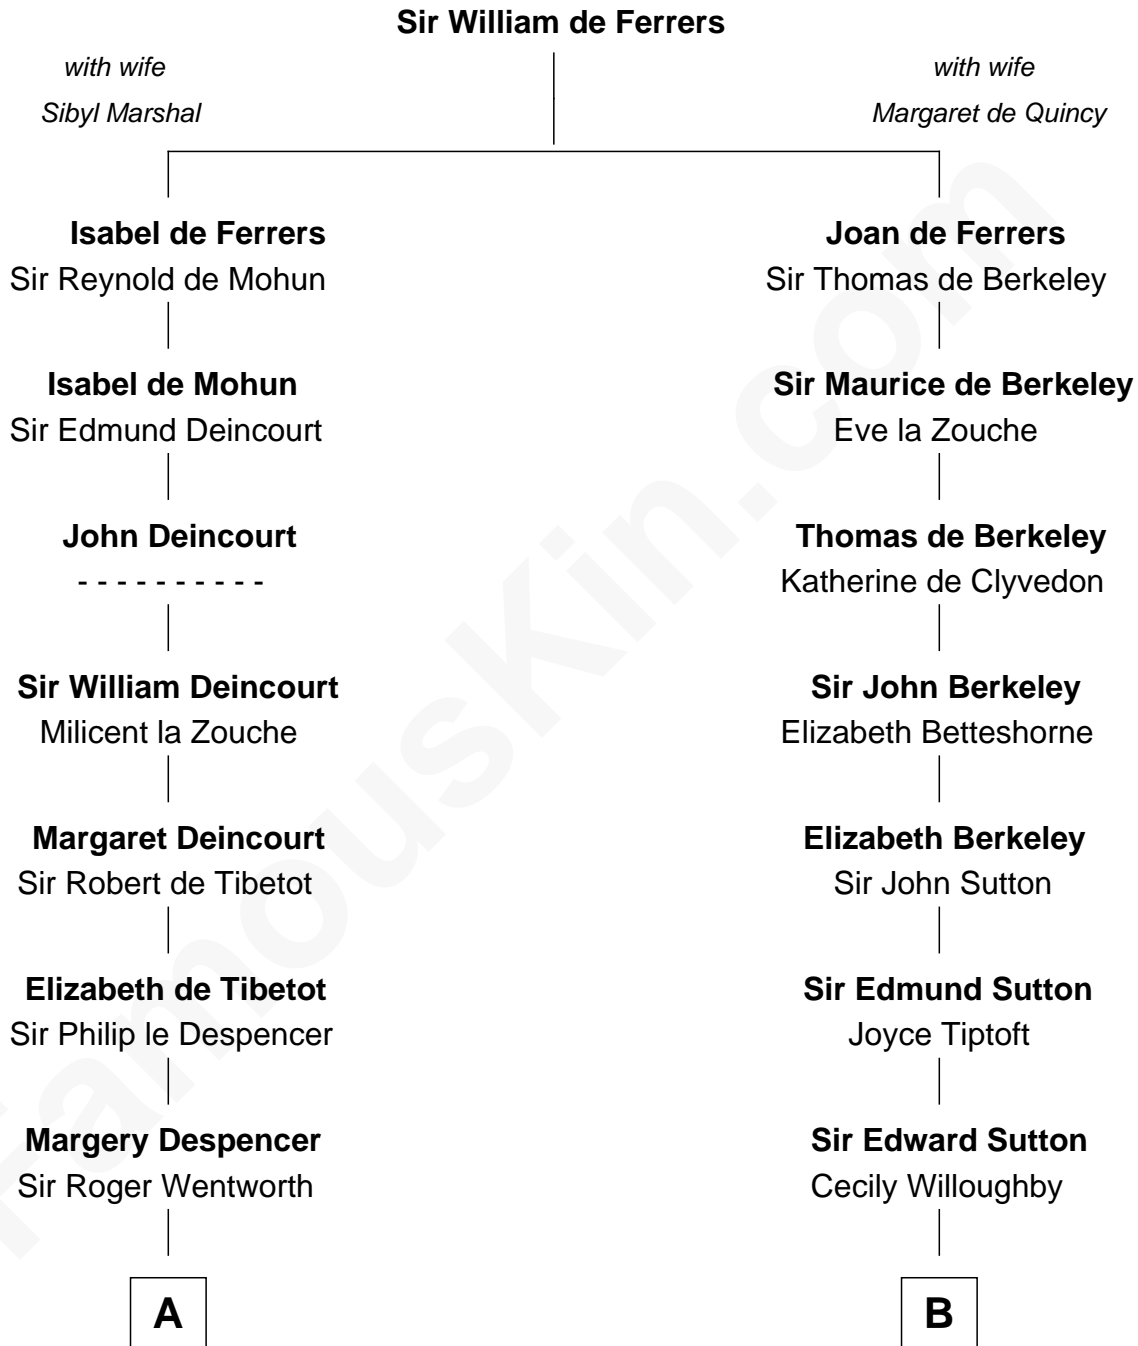 Sir William de Ferrers
with wife
Sibyl Marshal
with wife
Margaret de Quincy
Isabel de Ferrers
Sir Reynold de Mohun
Joan de Ferrers
Sir Thomas de Berkeley
Isabel de Mohun
Sir Edmund Deincourt
Sir Maurice de Berkeley
Eve la Zouche
John Deincourt
- - - - - - - - - -
Thomas de Berkeley
Katherine de Clyvedon
Sir William Deincourt
Milicent la Zouche
Sir John Berkeley
Elizabeth Betteshorne
Margaret Deincourt
Sir Robert de Tibetot
Elizabeth Berkeley
Sir John Sutton
Elizabeth de Tibetot
Sir Philip le Despencer
Sir Edmund Sutton
Joyce Tiptoft
Margery Despencer
Sir Roger Wentworth
Sir Edward Sutton
Cecily Willoughby
A
B
FamousKin.com